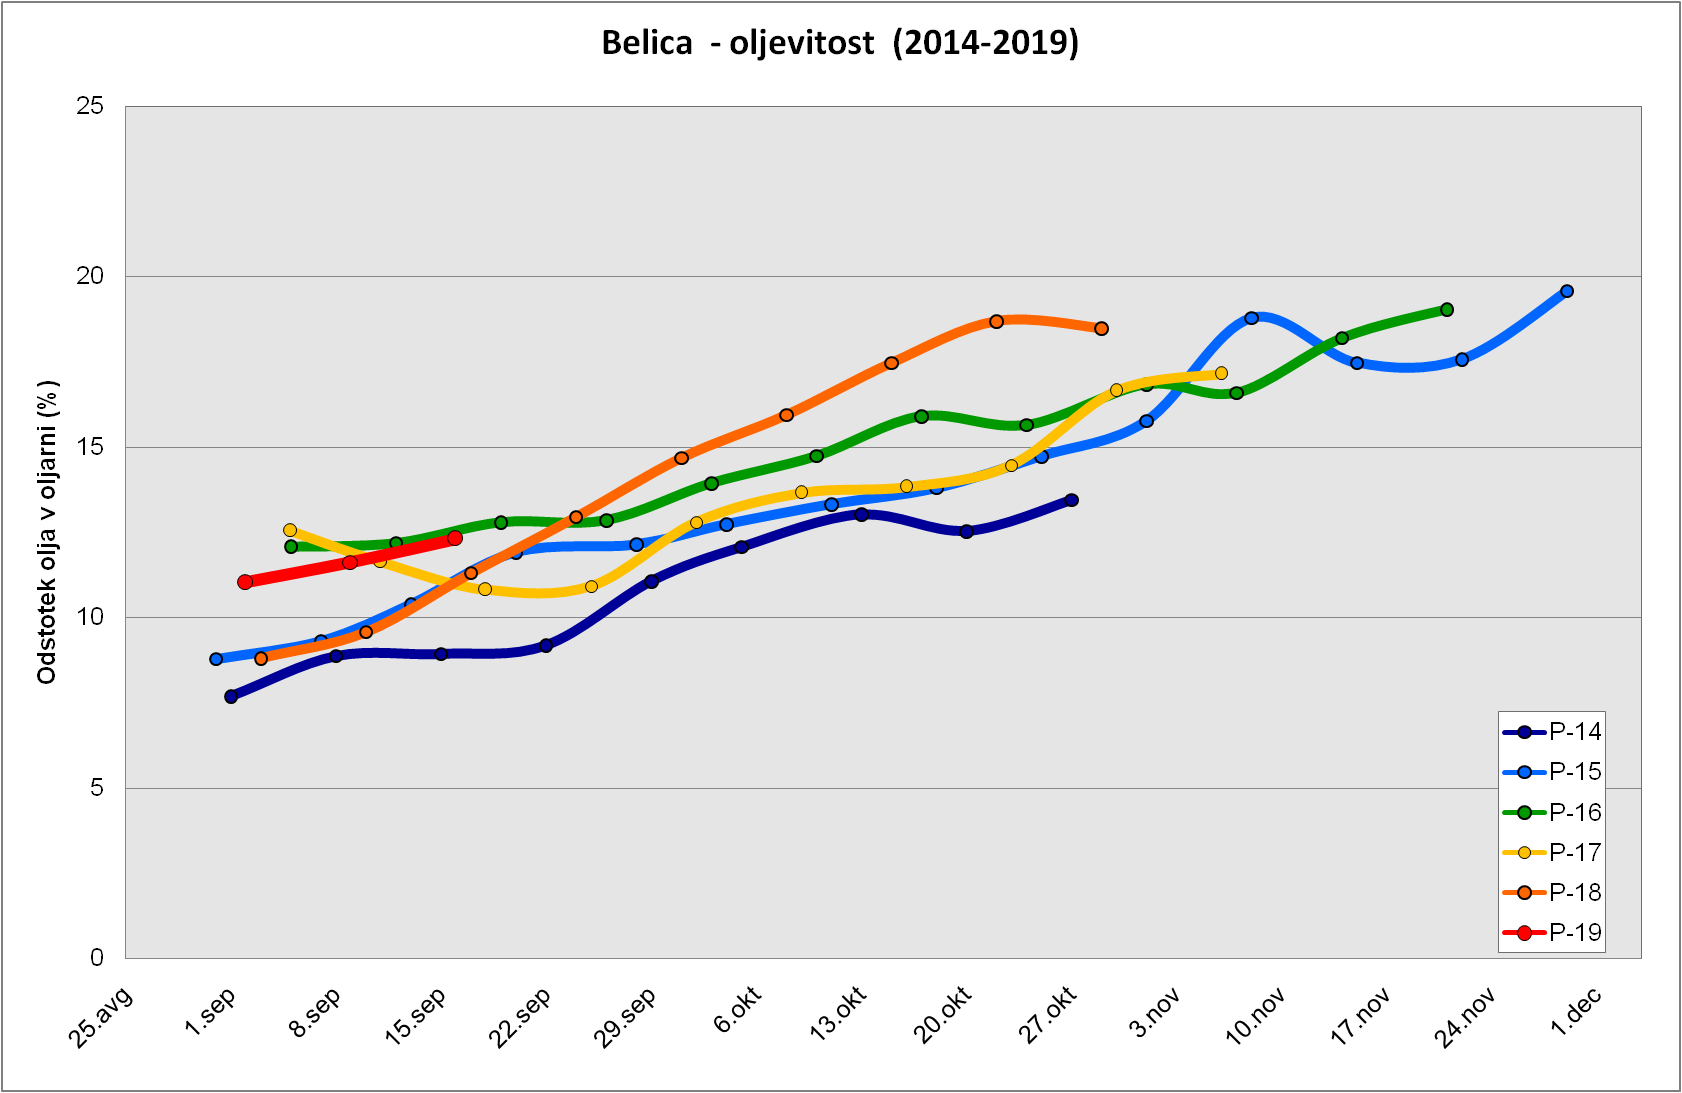 Belica - oljevitost (2014-2019)
Odstotek olja v oljarni (%)
25
20
15
10
5
0
25.avg
1.sep
8.sep
15.sep
22.sep
29.sep
6.okt
13.okt
20.okt
27.okt
3.nov
10.nov
17.nov
24.nov
1.dec
P-14
P-15
P-16
P-17
P-18
P-19